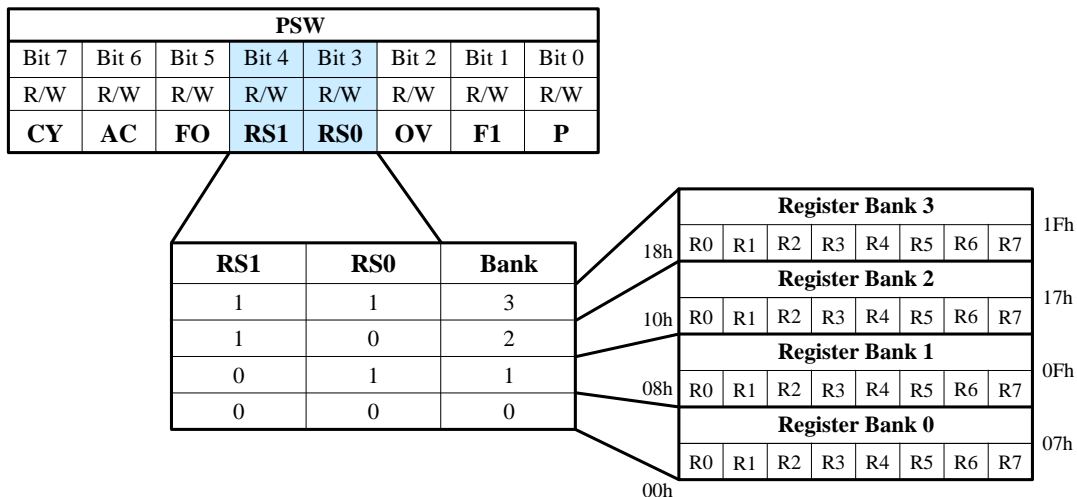 PSW
Bit 7 Bit 6 Bit 5 Bit 4 Bit 3 Bit 2 Bit 1 Bit 0
R/W R/W R/W R/W R/W R/W R/W R/W
CY AC FO RS1 RS0 OV F1 P
RS1 RS0 Bank
1 1 3
1 0 2
0 1 1
0 0 0
Register Bank 3
1Fh
18h R0 R1 R2 R3 R4 R5 R6 R7
Register Bank 2
17h
10h R0 R1 R2 R3 R4 R5 R6 R7
Register Bank 1
0Fh
08h R0 R1 R2 R3 R4 R5 R6 R7
Register Bank 0
07h
R0 R1 R2 R3 R4 R5 R6 R7
00h